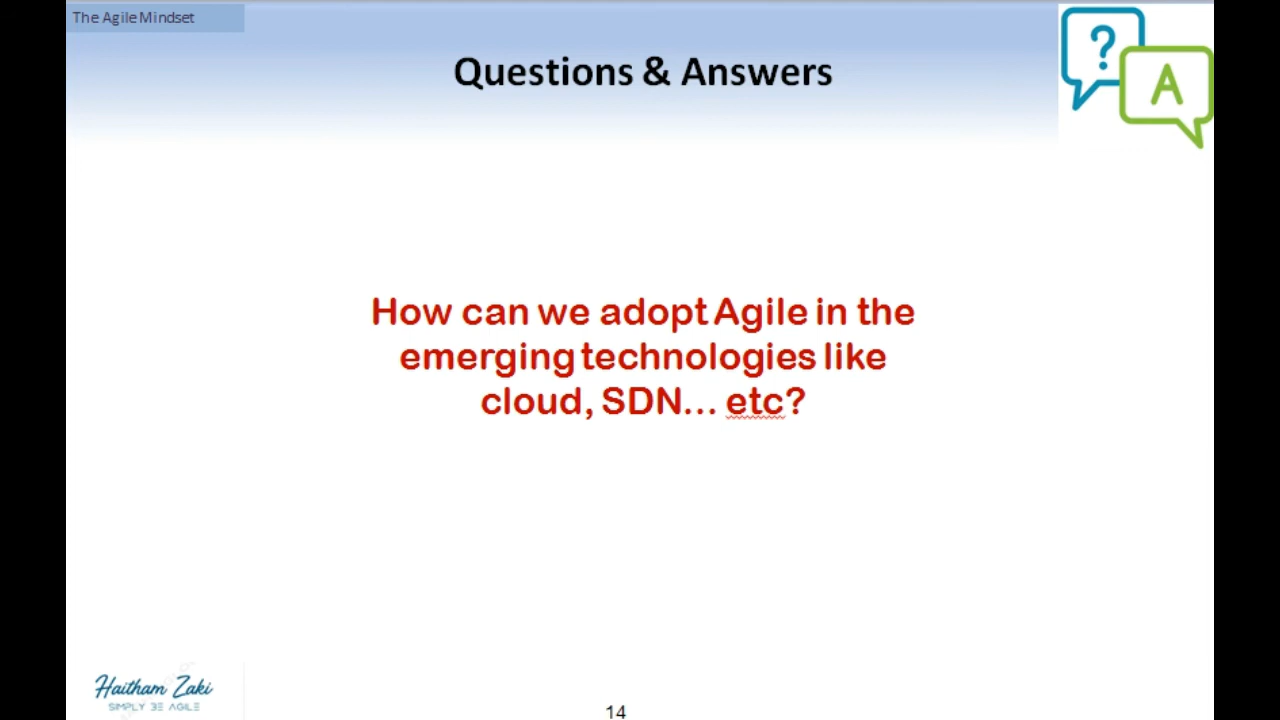 The Agile Mindset
Questions & Answers
?
A
How can we adopt Agile in the
emerging technologies like
cloud, SDN... etc?
Haitham Zaki
SIMPLY BE AGILE
14